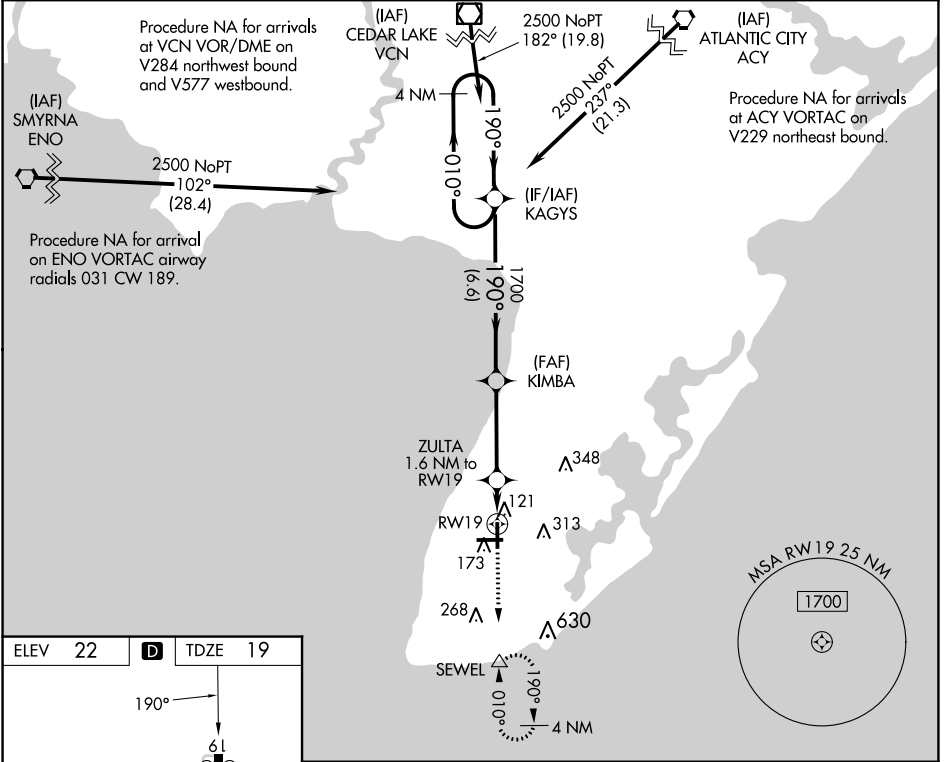 Procedure NA for arrivals
at VCN VOR/DME on
V284 northwest bound
and V577 westbound.
(IAF)
CEDAR LAKE
VCN
2500 NoPT
182° (19.8)
(IAF)
ATLANTIC CITY
ACY
2500 NoPT
237°
(21.3)
Procedure NA for arrivals
at ACY VORTAC on
V229 northeast bound.
4 NM
190°
010°
(IAF)
SMYRNA
ENO
2500 NoPT
102°
(28.4)
(IF/IAF)
KAGYS
Procedure NA for arrival
on ENO VORTAC airway
radials 031 CW 189.
1700
190°
(6.6)
(FAF)
KIMBA
ZULTA
1.6 NM to
RW19
348
121
RW19
313
173
268
630
MSA RW19 25 NM
1700
SEWEL
010°
190°
4 NM
ELEV 22
D
TDZE 19
190°
19